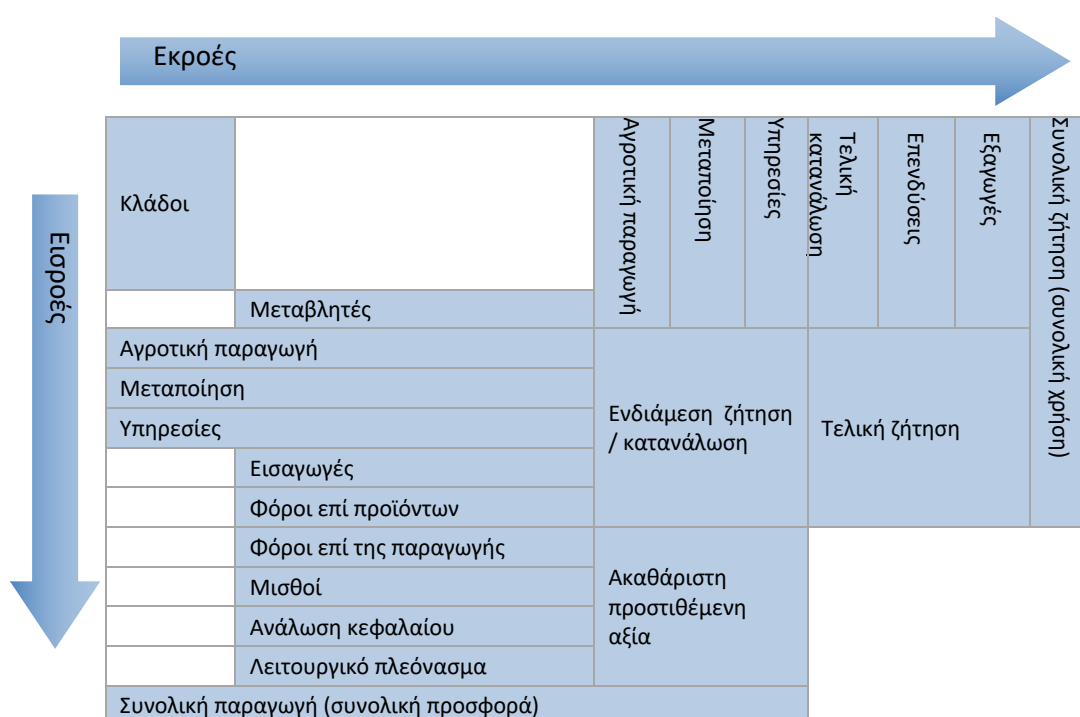 Εκροές
Εισροές
Κλάδοι
Αγροτική παραγωγή
Μεταποίηση
Υπηρεσίες
Τελική
κατανάλωση
Επενδύσεις
Εξαγωγές
Συνολική ζήτηση (συνολική χρήση)
Μεταβλητές
Αγροτική παραγωγή
Μεταποίηση
Υπηρεσίες
Εισαγωγές
Φόροι επί προϊόντων
Ενδιάμεση ζήτηση
/ κατανάλωση
Τελική ζήτηση
Φόροι επί της παραγωγής
Μισθοί
Ανάλωση κεφαλαίου
Λειτουργικό πλεόνασμα
Ακαθάριστη
προστιθέμενη
αξία
Συνολική παραγωγή (συνολική προσφορά)